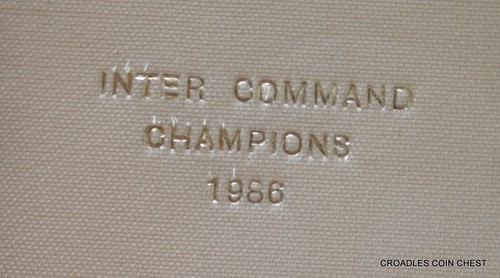 INTER COMMAND
CHAMPIONS
1986
CROADLES COIN CHEST